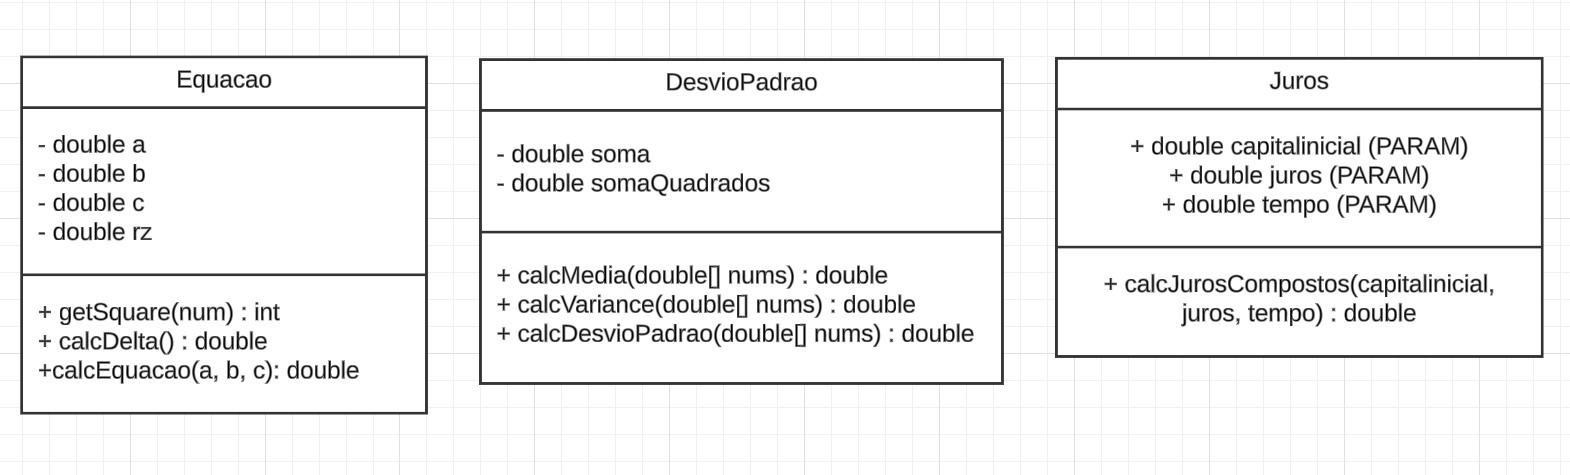 Equacao
- double a
- double b
- double c
- double rz
+ getSquare(num) : int
+ calcDelta() : double
+calcEquacao(a, b, c): double
DesvioPadrao
- double soma
- double somaQuadrados
+ calcMedia(double[] nums) : double
+ calcVariance(double[] nums) : double
+ calcDesvioPadrao(double[] nums) : double
Juros
+ double capitalinicial (PARAM)
+ double juros (PARAM)
+ double tempo (PARAM)
+ calcJurosCompostos(capitalinicial,
juros, tempo) : double